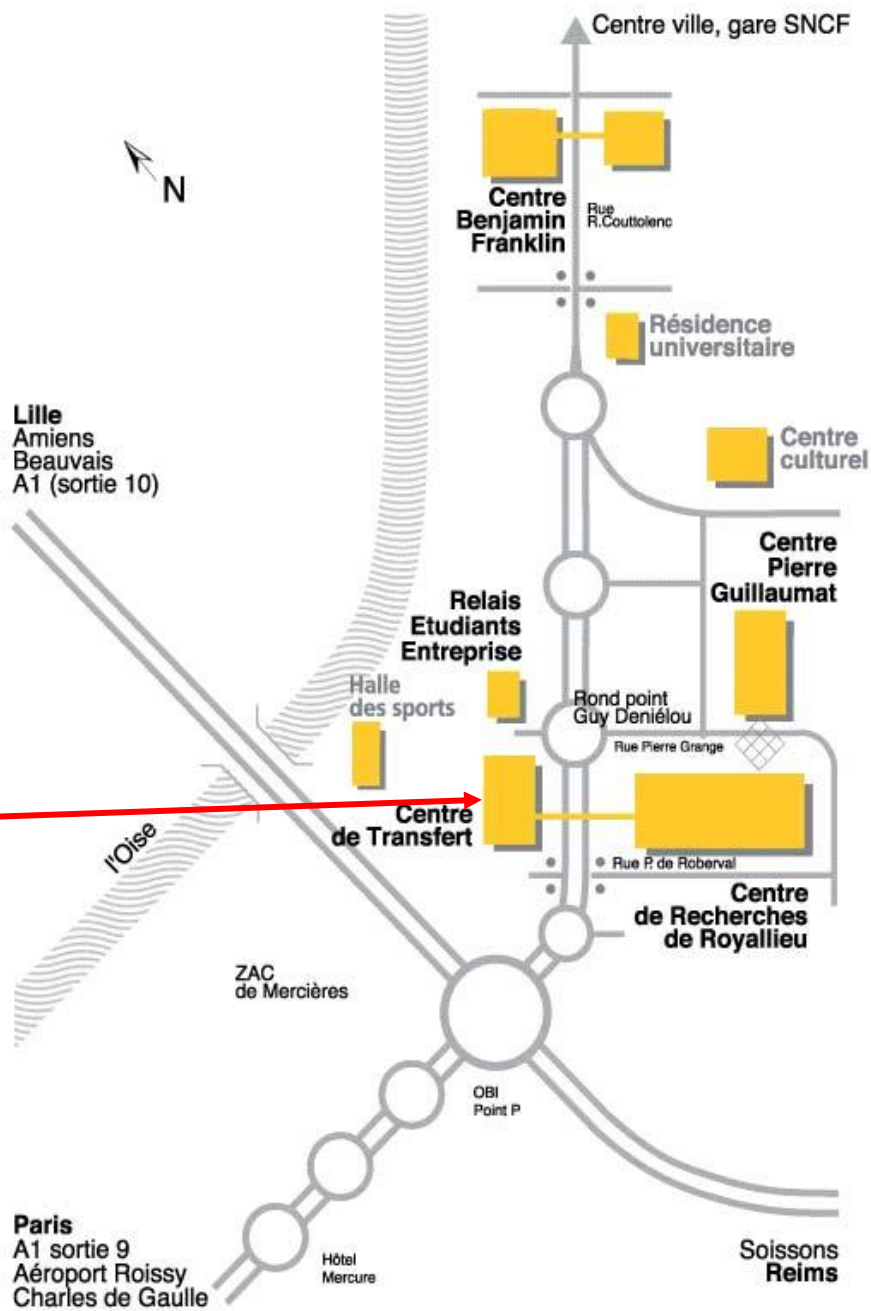 Centre ville, gare SNCF
N
Centre
Benjamin
Franklin
Rue
R.Couttolenc
Résidence
universitaire
Lille
Amiens
Beauvais
A1 (sortie 10)
Centre
culturel
Centre
Pierre
Guillaumat
Relais
Etudiants
Entreprise
Halle
des sports
Rond point
Guy Deniélou
Rue Pierre Grange
Centre
de Transfert
l'Oise
Rue P. de Roberval
Centre
de Recherches
de Royallieu
ZAC
de Mercières
OBI
Point P
Paris
A1 sortie 9
Aéroport Roissy
Charles de Gaulle
Hôtel
Mercure
Soissons
Reims